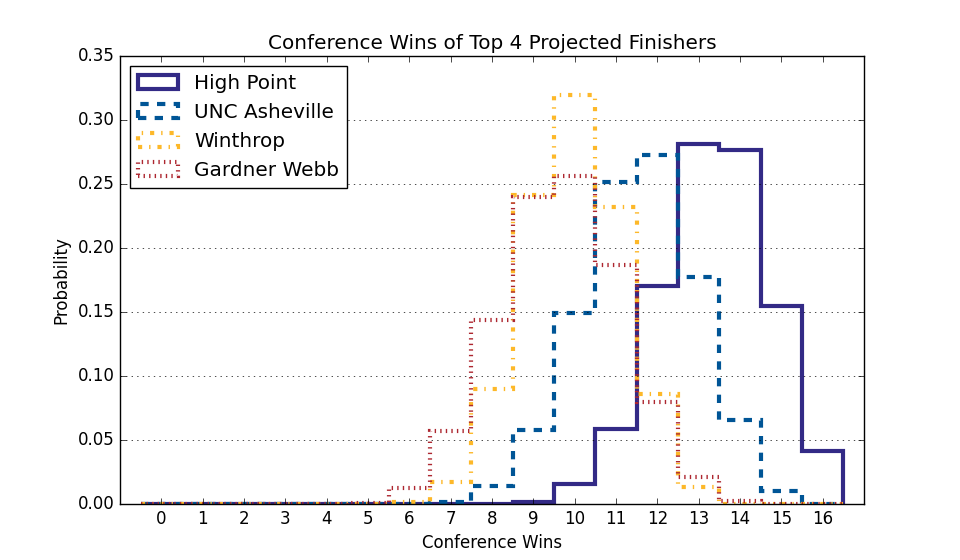 Conference Wins of Top 4 Projected Finishers
0.35
0.30
0.25
0.20
0.15
0.10
0.05
0.00
Probability
High Point
UNC Asheville
Winthrop
Gardner Webb
0 1 2 3 4 5 6 7 8 9 10 11 12 13 14 15 16
Conference Wins